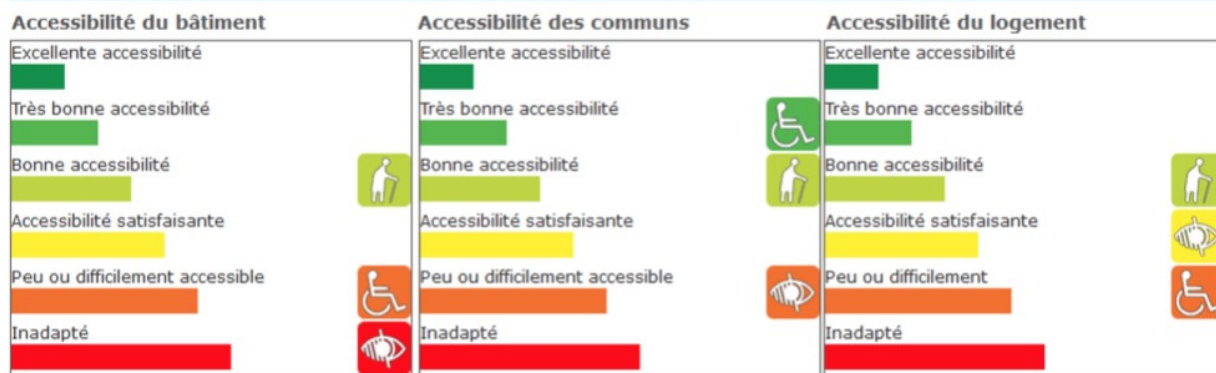 Accessibilité du bâtiment
Excellente accessibilité
Très bonne accessibilité
Bonne accessibilité
Accessibilité satisfaisante
Peu ou difficilement accessible
Inadapté
Accessibilité des communs
Excellente accessibilité
Très bonne accessibilité
Bonne accessibilité
Accessibilité satisfaisante
Peu ou difficilement accessible
Inadapté
Accessibilité du logement
Excellente accessibilité
Très bonne accessibilité
Bonne accessibilité
Accessibilité satisfaisante
Peu ou difficilement
Inadapté